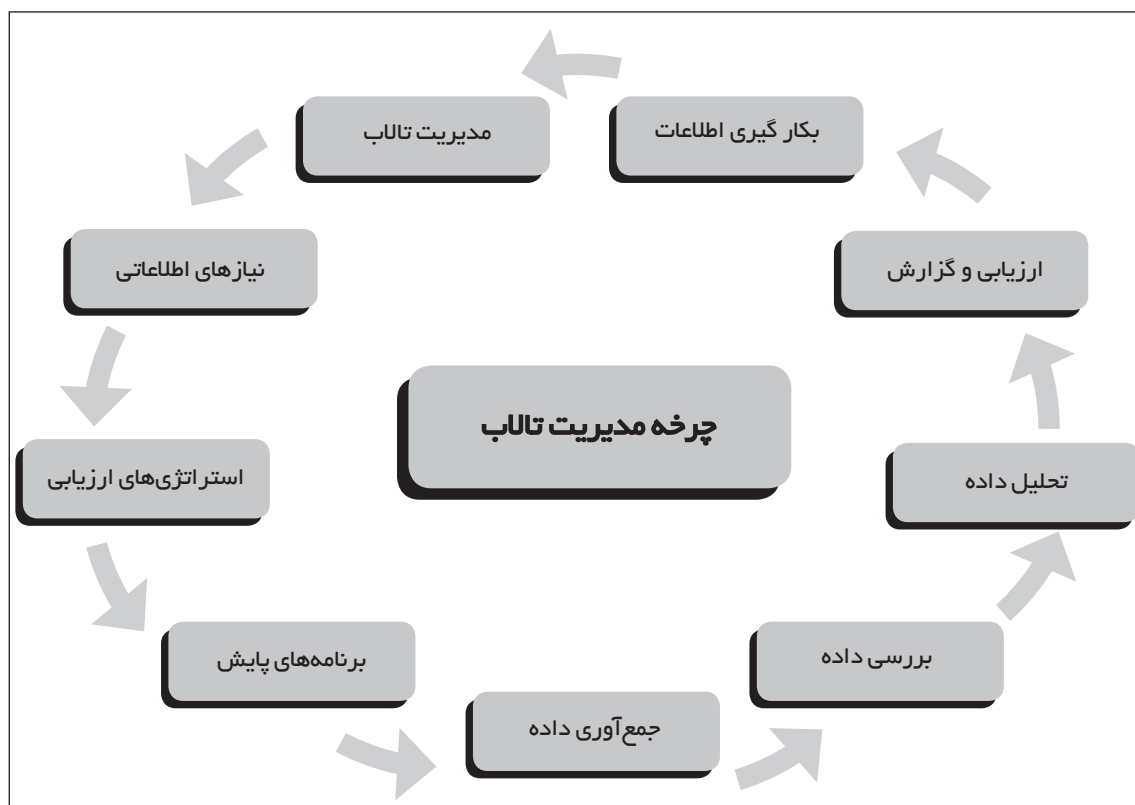 بکار گیری اطلاعات
مدیریت تالاب
ارزیابی و گزارش
نیازهای اطلاعاتی
چرخه مدیریت تالاب
تحلیل داده
استراتژی‌های ارزیابی
بررسی داده
برنامه‌های پایش
جمع‌آوری داده